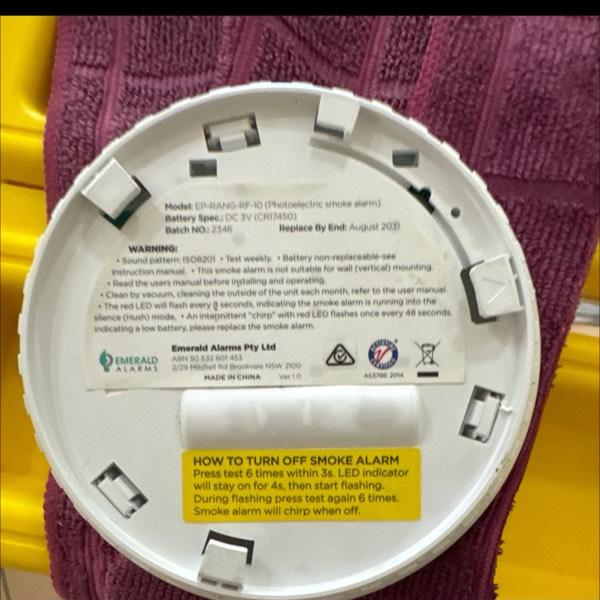 Model: EP-RANG-RF-10 (Photoelectric smoke alarm)
Battery Spec.: DC 3V (CR17450)
Batch NO.: 2346 Replace By End: August 2031
WARNING:
• Sound pattern: ISO8201 • Test weekly. • Battery non-replaceable-see
instruction manual. • This smoke alarm is not suitable for wall (vertical) mounting.
• Read the users manual before installing and operating.
• Clean by vacuum, cleaning the outside of the unit each month, refer to the user manual.
• The red LED will flash every 8 seconds, indicating the smoke alarm is running into the
silence (Hush) mode. • An intermittent "chirp" with red LED flashes once every 48 seconds,
indicating a low battery, please replace the smoke alarm.
EMERALD
ALARMS
Emerald Alarms Pty Ltd
ABN 50 632 601 453
2/29 Mitchell Rd Brookvale NSW 2100
MADE IN CHINA Ver1.0
AS3786: 2014
HOW TO TURN OFF SMOKE ALARM
Press test 6 times within 3s. LED indicator
will stay on for 4s, then start flashing.
During flashing press test again 6 times.
Smoke alarm will chirp when off.